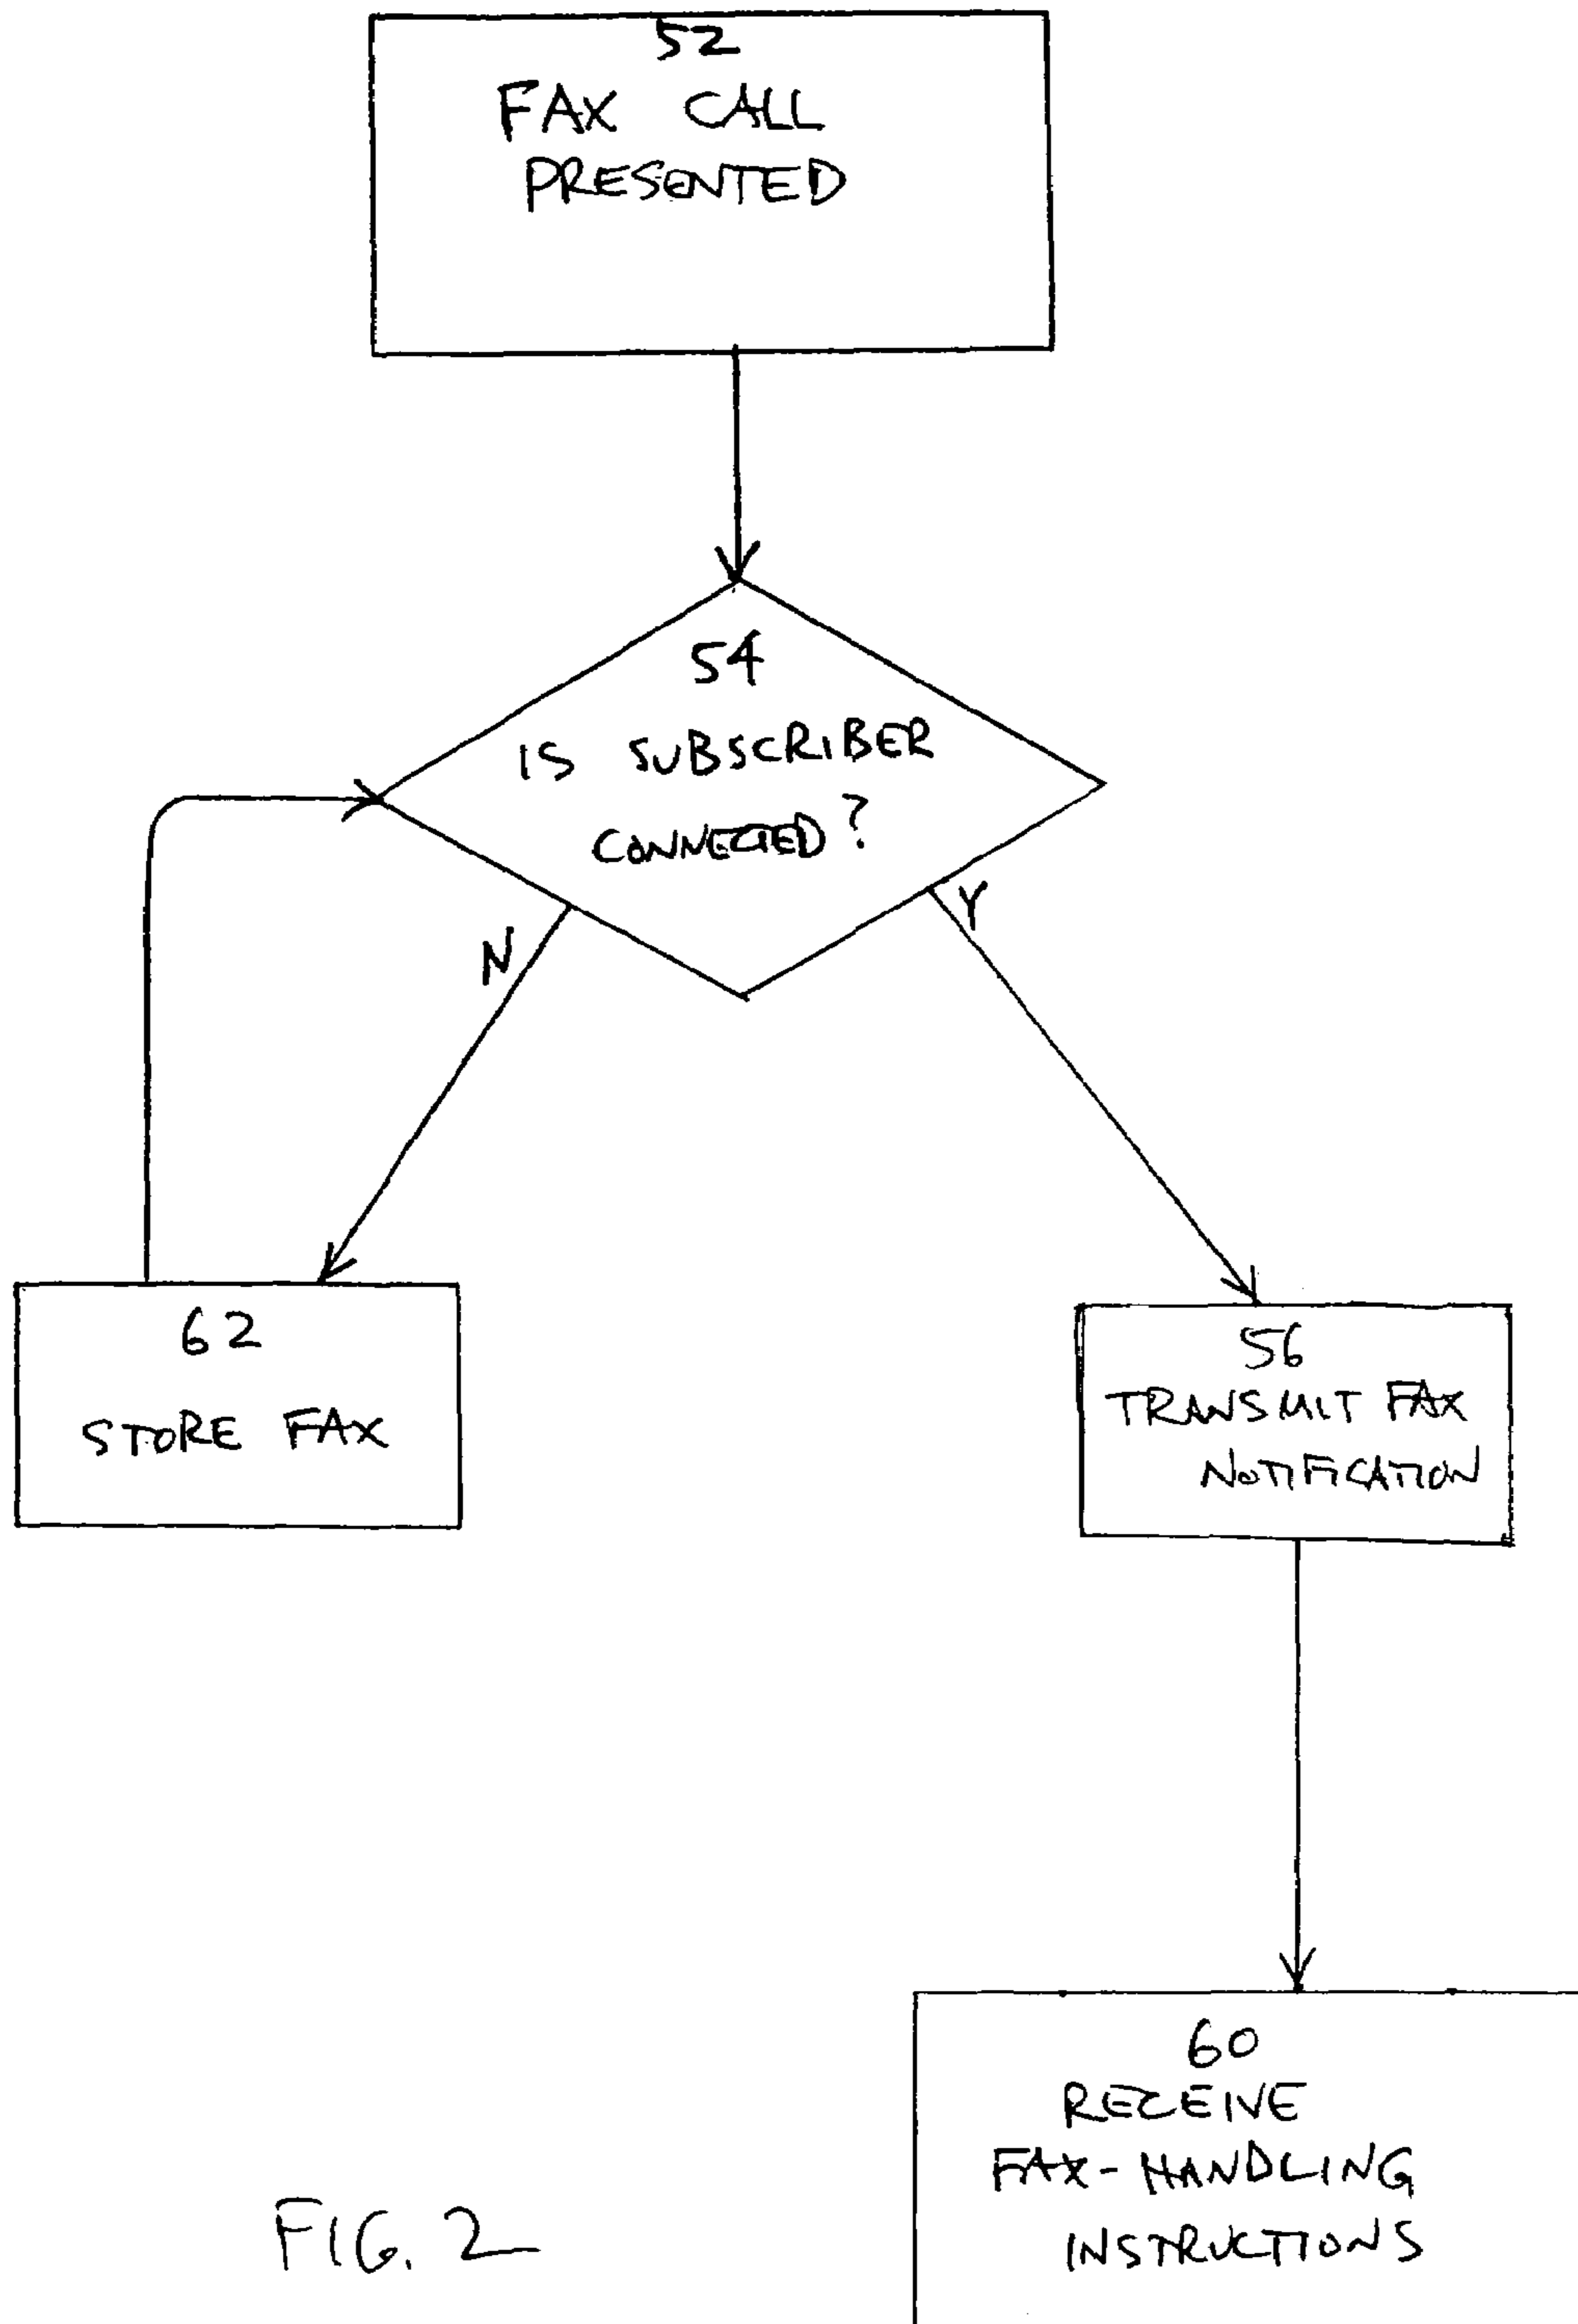 52
FAX CALL
PRESENTED
54
IS SUBSCRIBER
CONNECTED?
N
Y
62
STORE FAX
56
TRANSMIT FAX
NOTIFICATION
60
RECEIVE
FAX-HANDLING
INSTRUCTIONS
FIG. 2